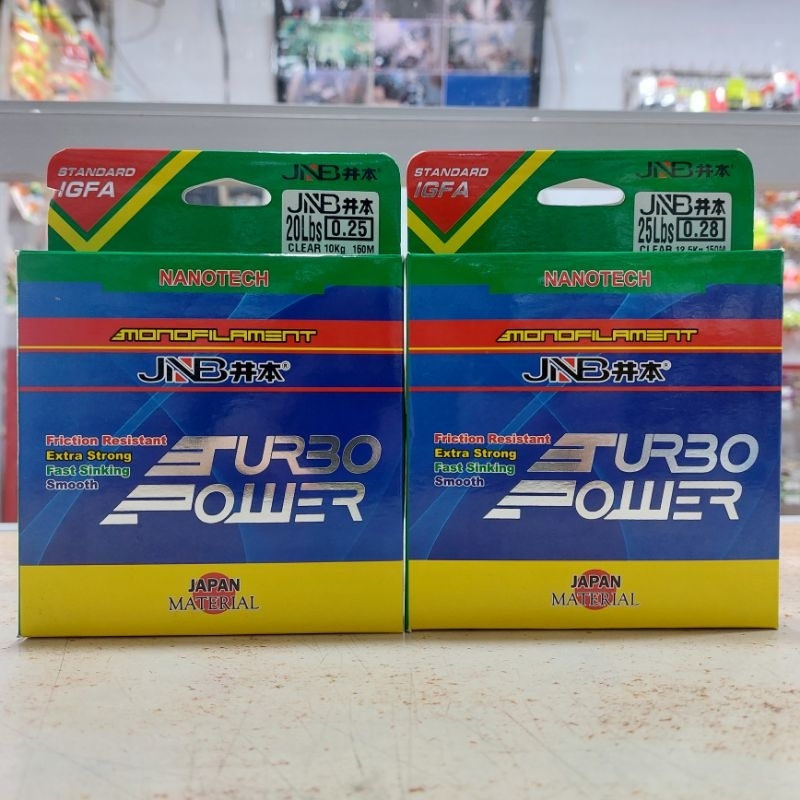 STANDARD
IGFA
JNB井本®
JNB井本
20Lbs 0.25
CLEAR 10Kg 150M
NANOTECH
MONOFILAMENT
JNB井本®
Friction Resistant
Extra Strong
Fast Sinking
Smooth
TURBO
POWER
JAPAN
MATERIAL
STANDARD
IGFA
JNB井本®
JNB井本
25Lbs 0.28
CLEAR 12.5Kg 150M
NANOTECH
MONOFILAMENT
JNB井本®
Friction Resistant
Extra Strong
Fast Sinking
Smooth
TURBO
POWER
JAPAN
MATERIAL